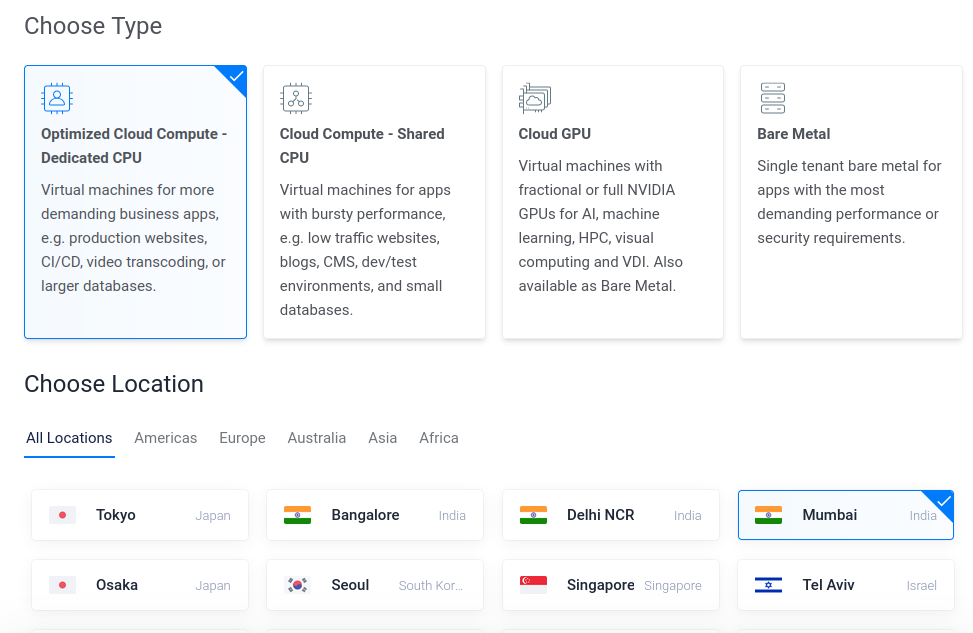 Choose Type
Optimized Cloud Compute -
Dedicated CPU
Virtual machines for more
demanding business apps,
e.g. production websites,
CI/CD, video transcoding, or
larger databases.
Cloud Compute - Shared
CPU
Virtual machines for apps
with bursty performance,
e.g. low traffic websites,
blogs, CMS, dev/test
environments, and small
databases.
Cloud GPU
Virtual machines with
fractional or full NVIDIA
GPUs for AI, machine
learning, HPC, visual
computing and VDI. Also
available as Bare Metal.
Bare Metal
Single tenant bare metal for
apps with the most
demanding performance or
security requirements.
Choose Location
All Locations Americas Europe Australia Asia Africa
Tokyo Japan
Bangalore India
Delhi NCR India
Mumbai India
Osaka Japan
Seoul South Kor...
Singapore Singapore
Tel Aviv Israel